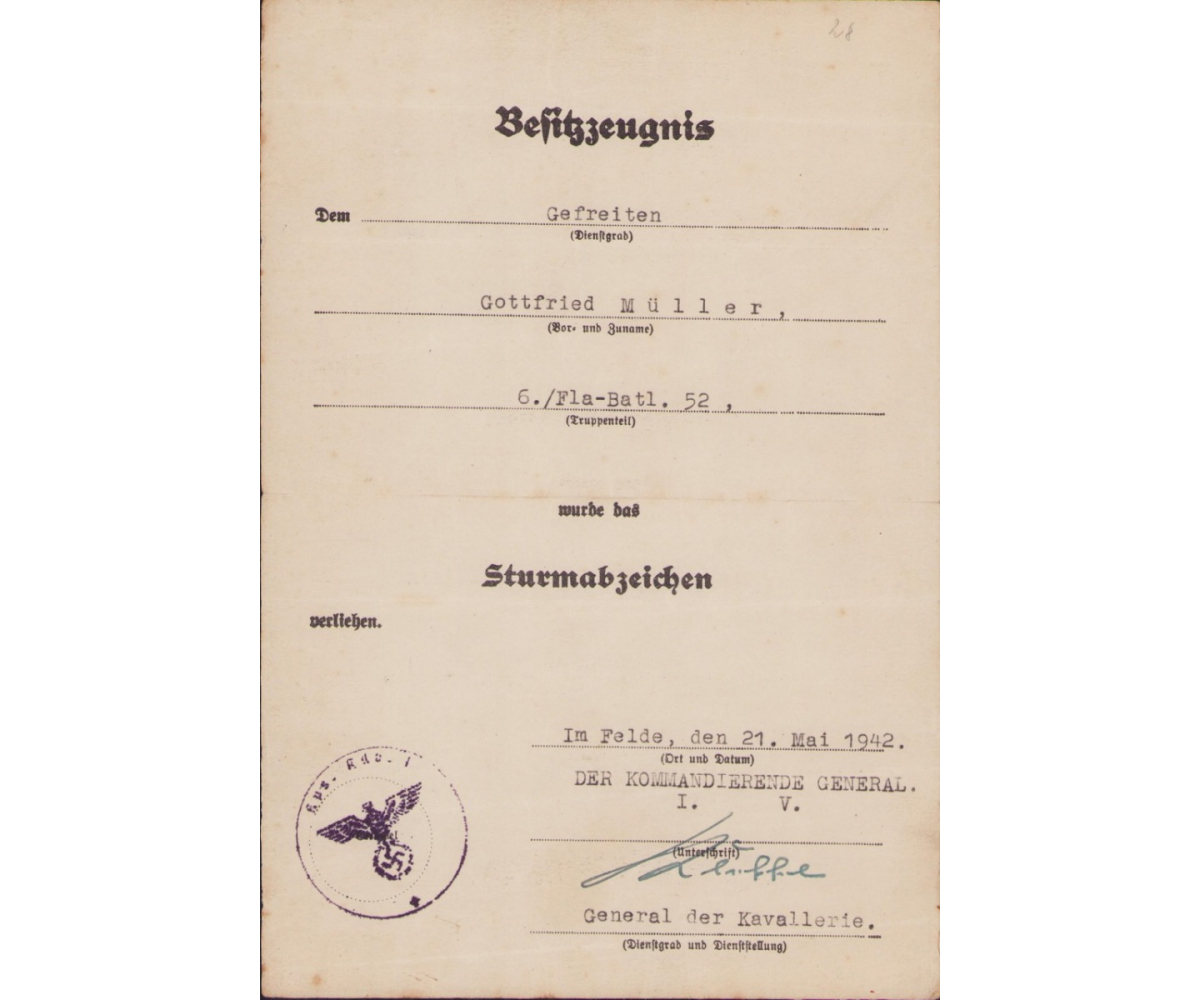 28
Besitzzeugnis
Dem Gefreiten
(Dienstgrad)
Gottfried Müller,
(Vor- und Zuname)
6./Fla-Batl. 52,
(Truppenteil)
wurde das
Sturmabzeichen
verliehen.
Im Felde, den 21. Mai 1942.
(Ort und Datum)
DER KOMMANDIERENDE GENERAL.
I. V.
(Unterschrift)
General der Kavallerie.
(Dienstgrad und Dienststellung)